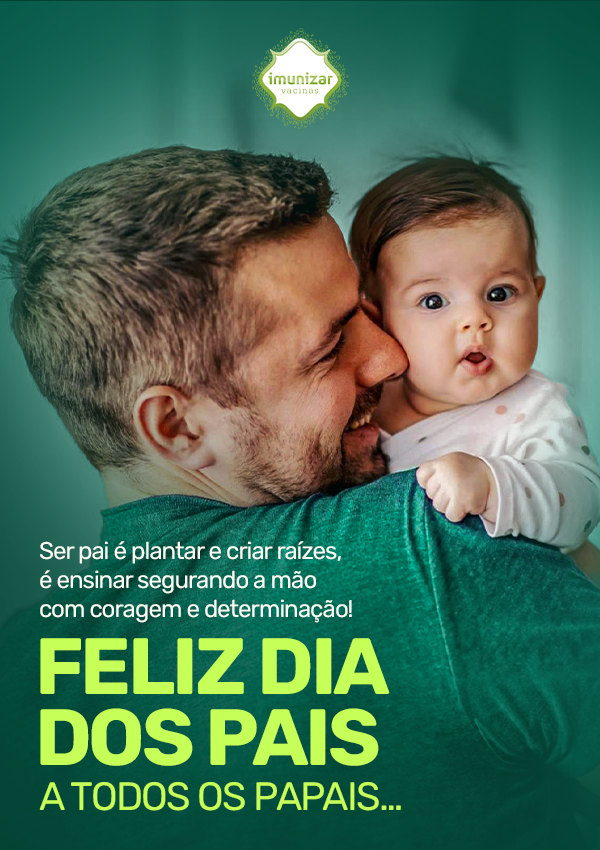 imunizar
vacinas
Ser pai é plantar e criar raízes,
é ensinar segurando a mão
com coragem e determinação!
FELIZ DIA
DOS PAIS
A TODOS OS PAPAIS...